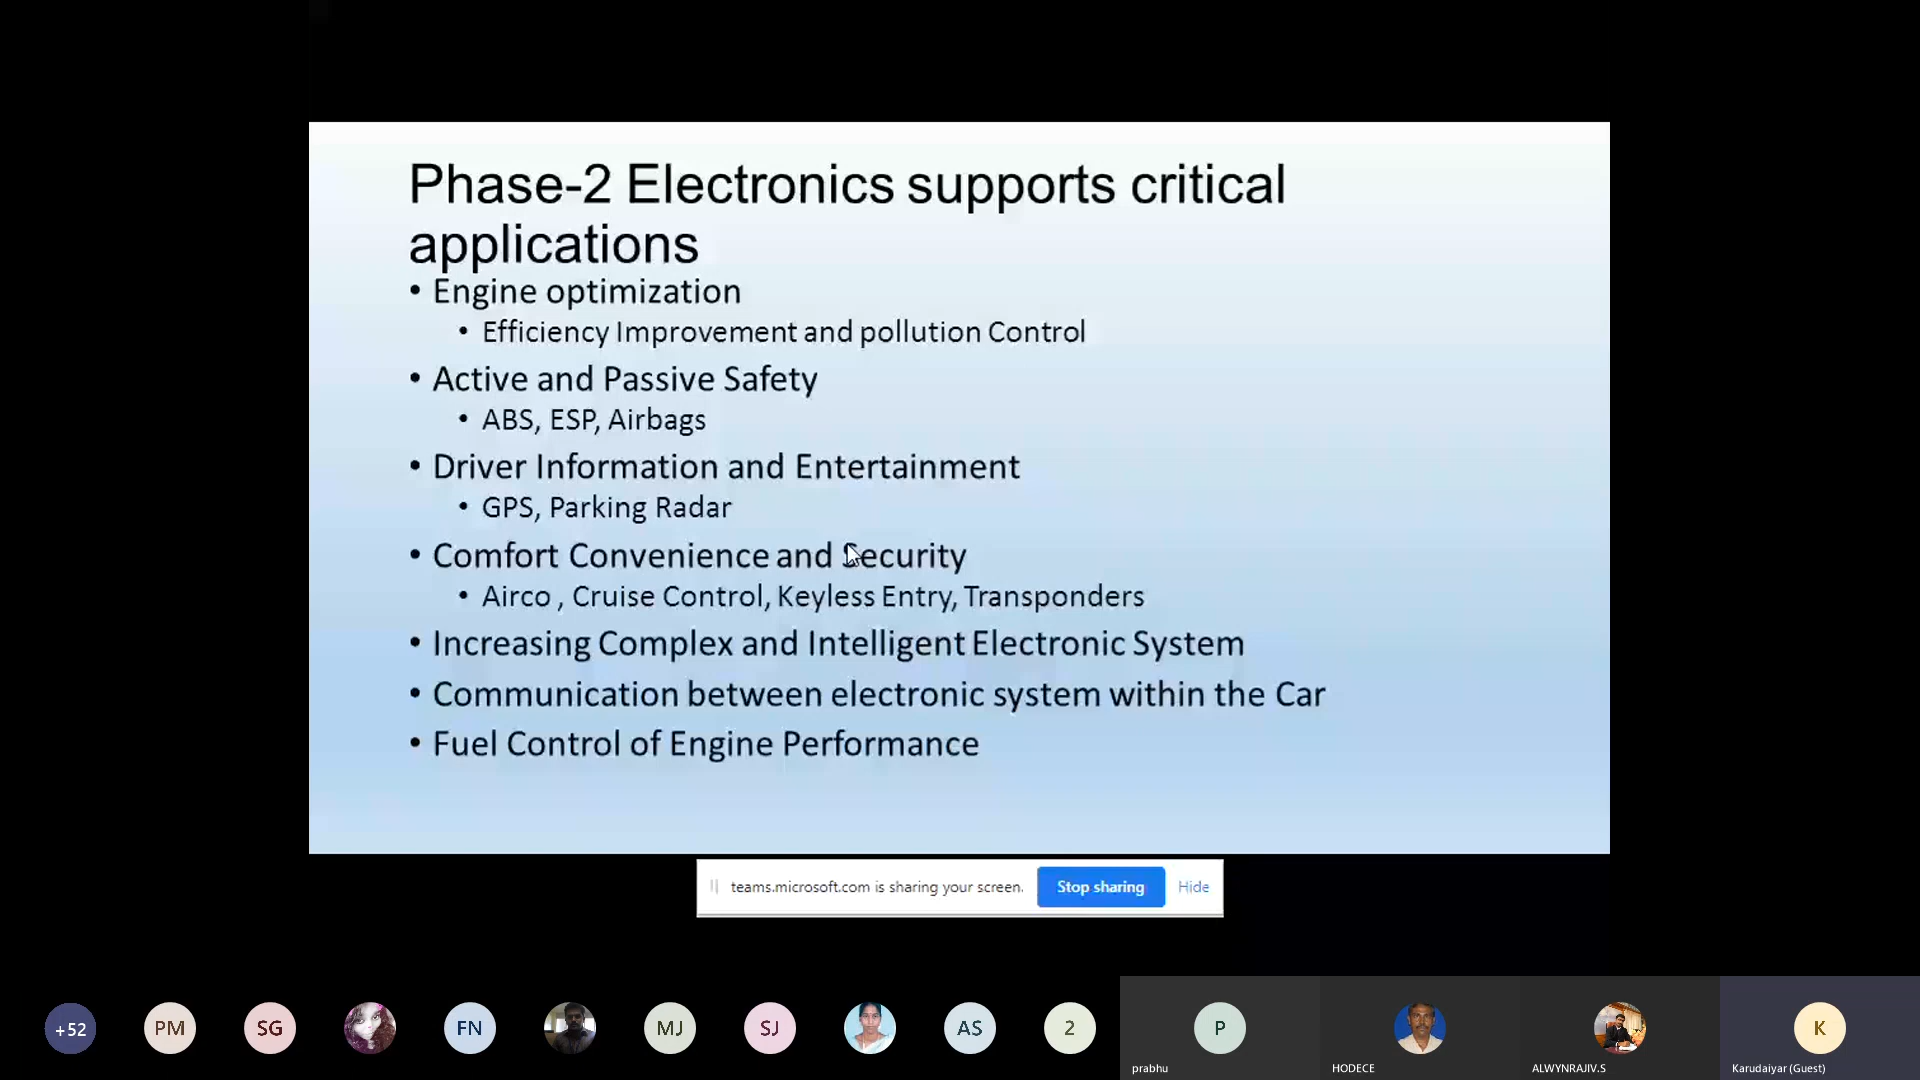 Phase-2 Electronics supports critical
applications
• Engine optimization
• Efficiency Improvement and pollution Control
• Active and Passive Safety
• ABS, ESP, Airbags
• Driver Information and Entertainment
• GPS, Parking Radar
• Comfort Convenience and Security
• Airco , Cruise Control, Keyless Entry, Transponders
• Increasing Complex and Intelligent Electronic System
• Communication between electronic system within the Car
• Fuel Control of Engine Performance
teams.microsoft.com is sharing your screen. Stop sharing Hide
+52 PM SG FN MJ SJ AS 2 P K
prabhu HODECE ALWYNRAJIV.S Karudaiyar (Guest)